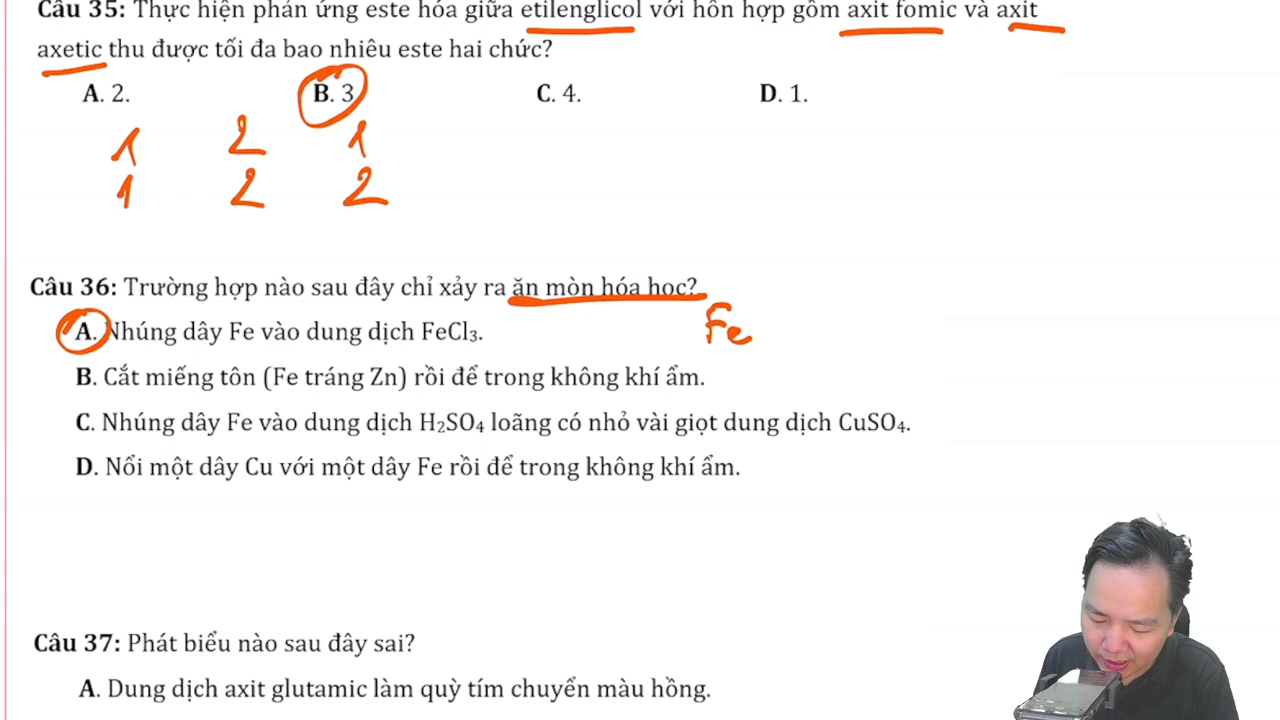 Câu 35: Thực hiện phản ứng este hóa giữa etilenglicol với hỗn hợp gồm axit fomic và axit
axetic thu được tối đa bao nhiêu este hai chức?
A. 2. B. 3 C. 4. D. 1.
1 2 1
1 2 2
Câu 36: Trường hợp nào sau đây chỉ xảy ra ăn mòn hóa học?
Fe
A. Nhúng dây Fe vào dung dịch FeCl₃.
B. Cắt miếng tôn (Fe tráng Zn) rồi để trong không khí ẩm.
C. Nhúng dây Fe vào dung dịch H₂SO₄ loãng có nhỏ vài giọt dung dịch CuSO₄.
D. Nối một dây Cu với một dây Fe rồi để trong không khí ẩm.
Câu 37: Phát biểu nào sau đây sai?
A. Dung dịch axit glutamic làm quỳ tím chuyển màu hồng.